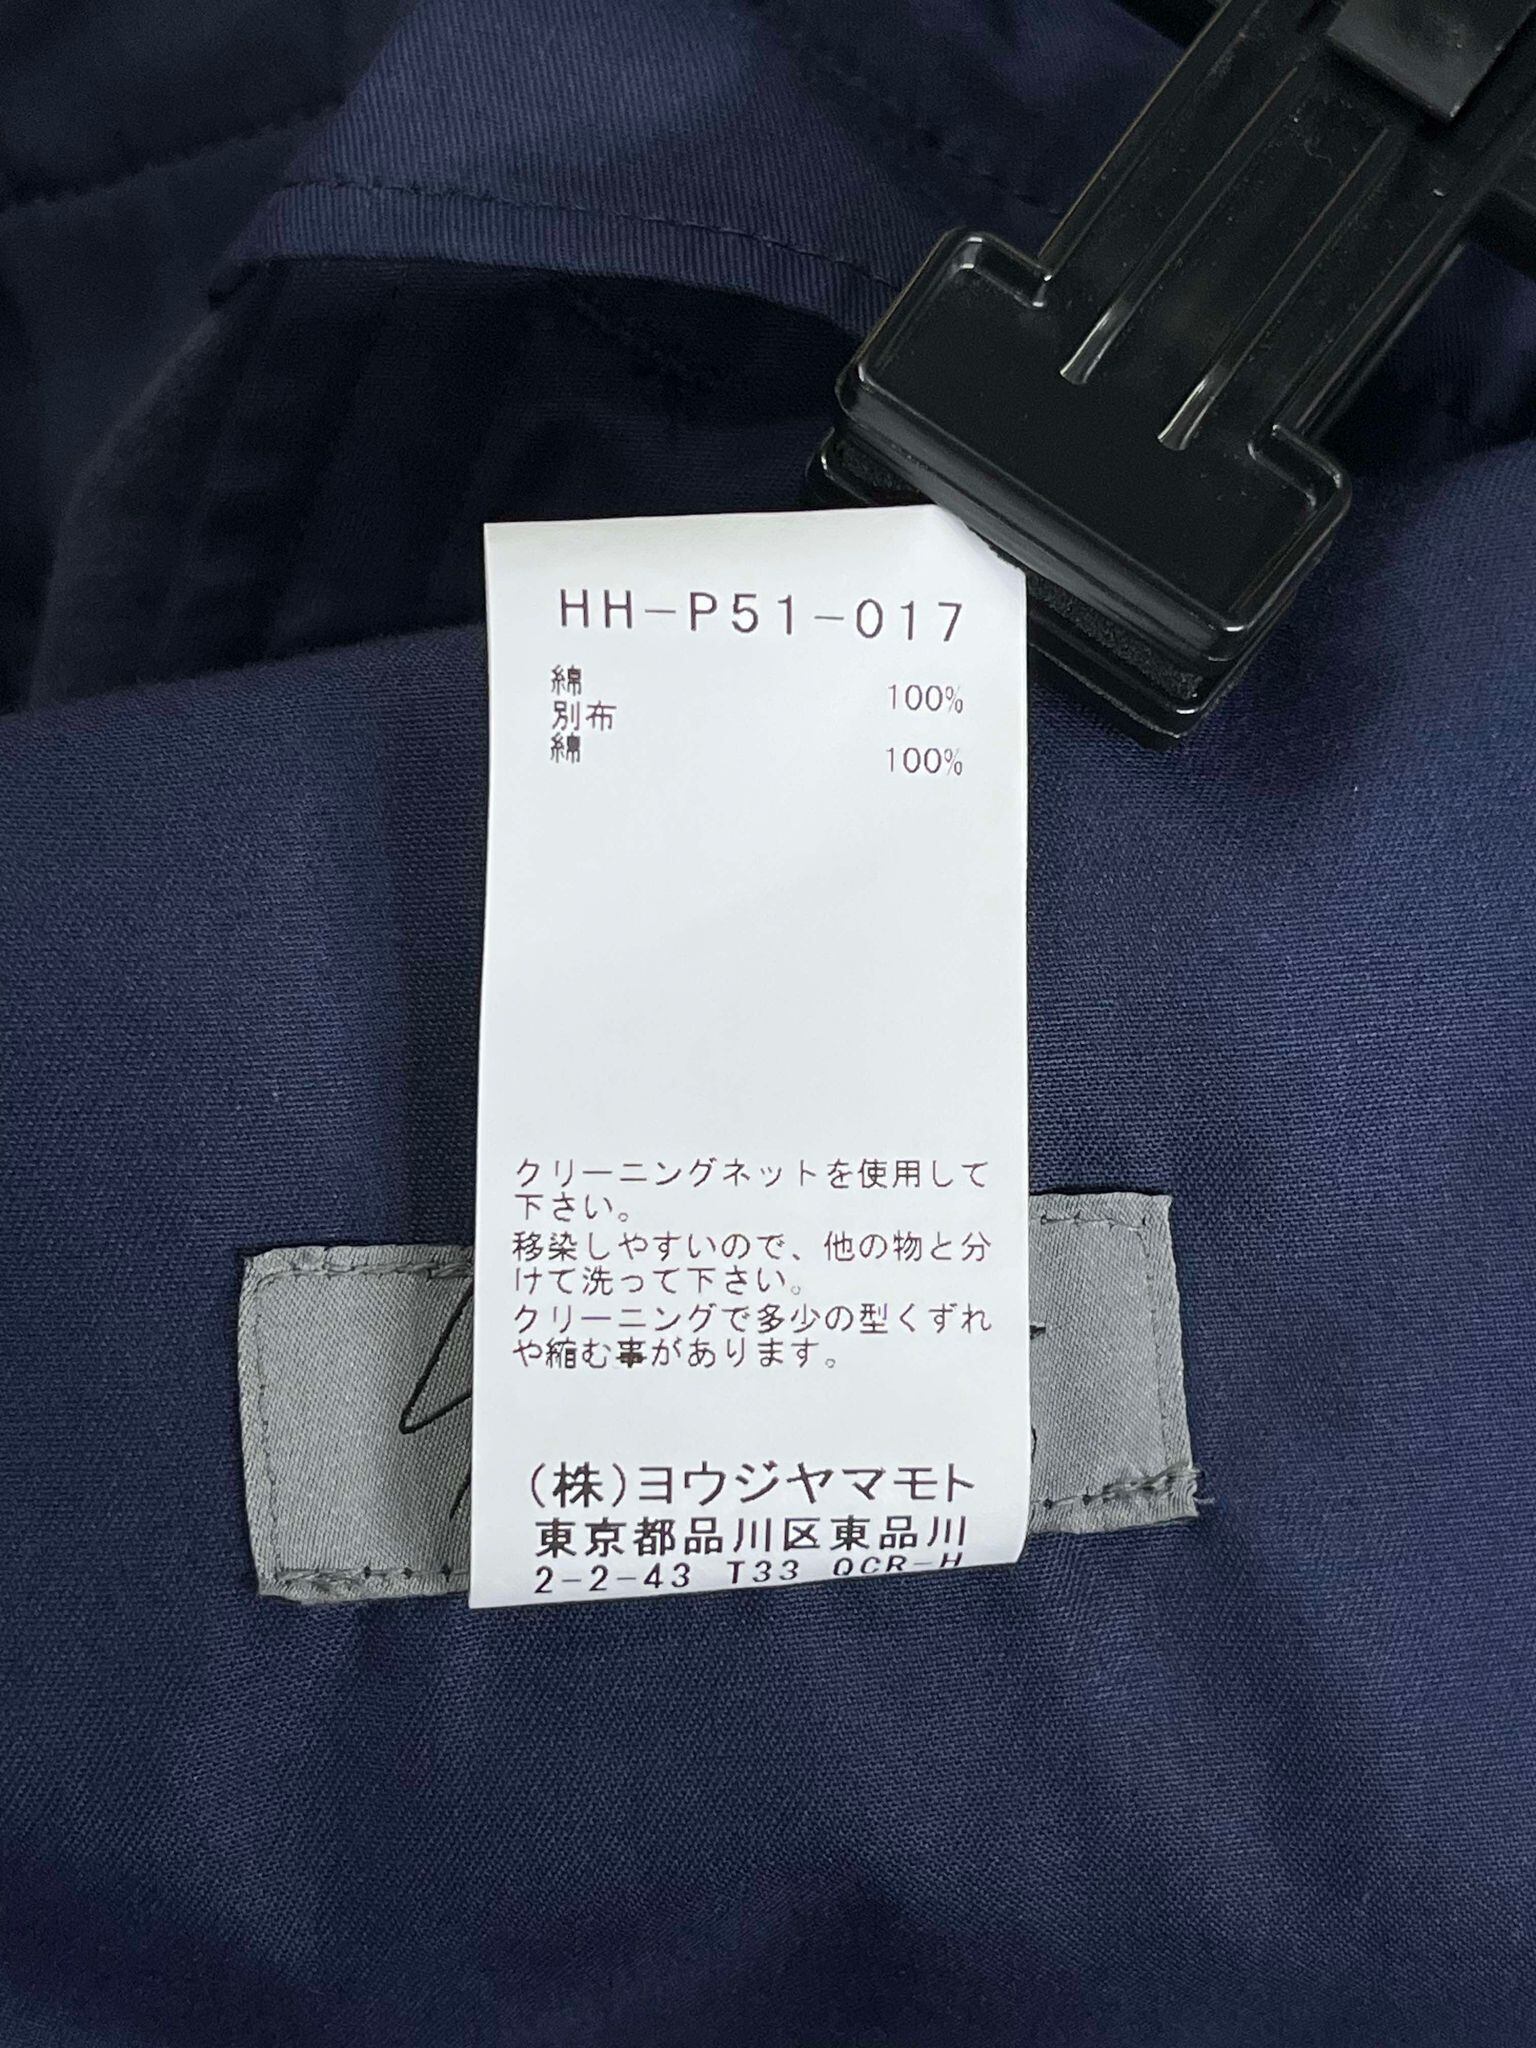 HH-P51-017
綿 100%
別布
綿 100%
クリーニングネットを使用して
下さい。
移染しやすいので、他の物と分
けて洗って下さい。
クリーニングで多少の型くずれ
や縮む事があります。
(株)ヨウジヤマモト
東京都品川区東品川
2-2-43 T33 OCR-H